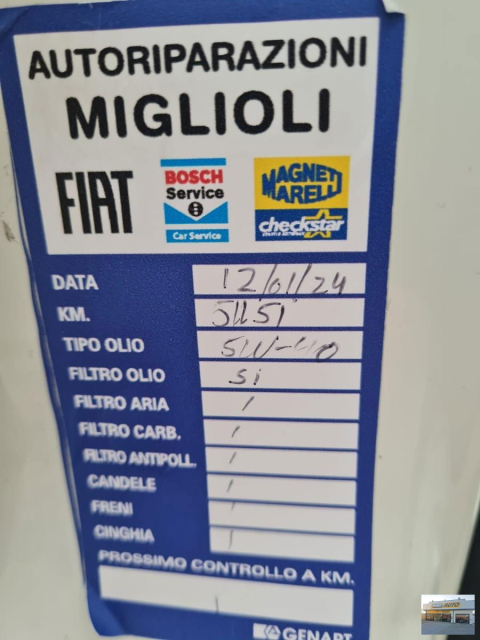 AUTORIPARAZIONI
MIGLIOLI
FIAT
BOSCH
Service
Car Service
MAGNETI
MARELLI
checkstar
DATA 12/01/24
KM. 51151
TIPO OLIO 5W-40
FILTRO OLIO Si
FILTRO ARIA /
FILTRO CARB. /
FILTRO ANTIPOLL. /
CANDELE /
FRENI /
CINGHIA /
PROSSIMO CONTROLLO A KM.
/
GENART